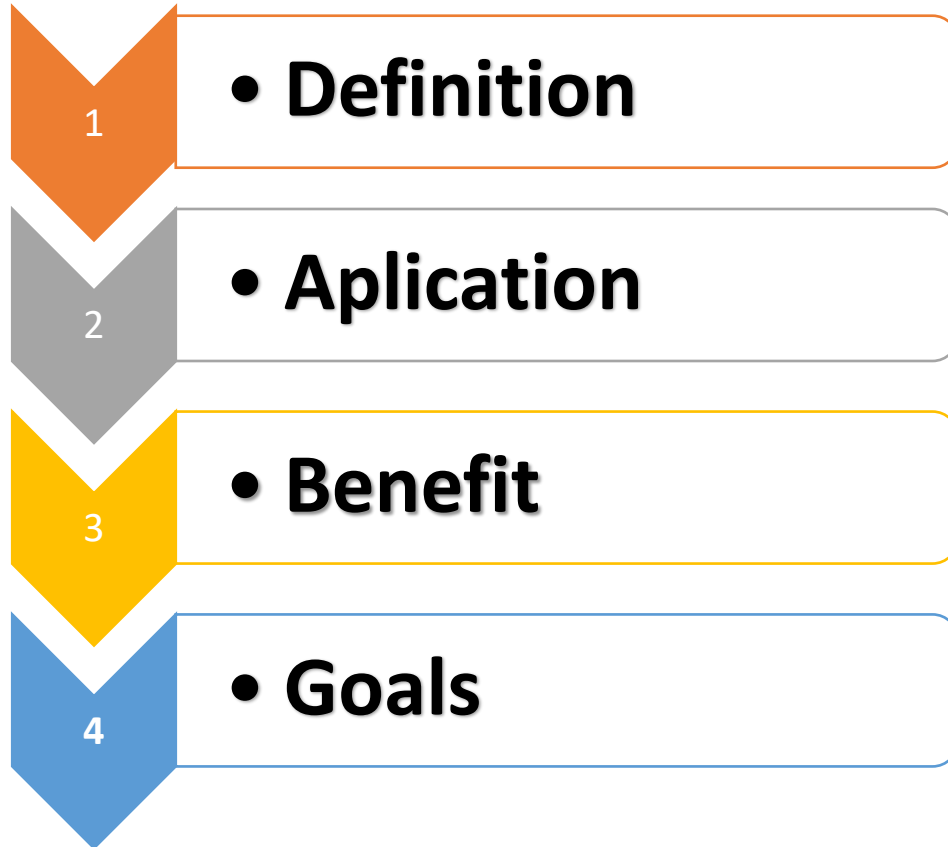 1
• Definition
2
• Aplication
3
• Benefit
4
• Goals